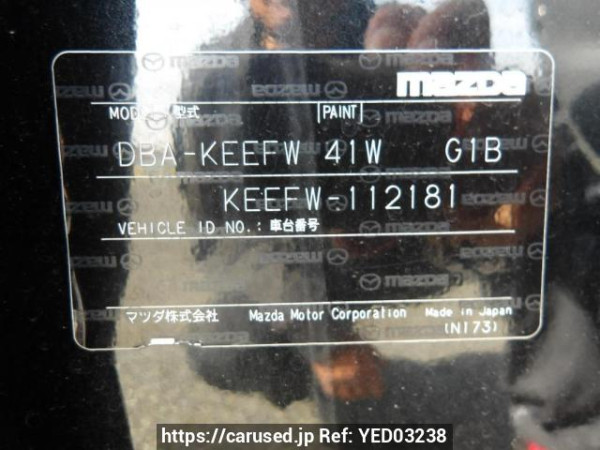 mazda
MODEL 型式 PAINT
DBA-KEEFW 41W G1B
KEEFW-112181
VEHICLE ID NO.: 車台番号
マツダ株式会社 Mazda Motor Corporation Made in Japan
(N173)
https://carused.jp Ref: YED03238